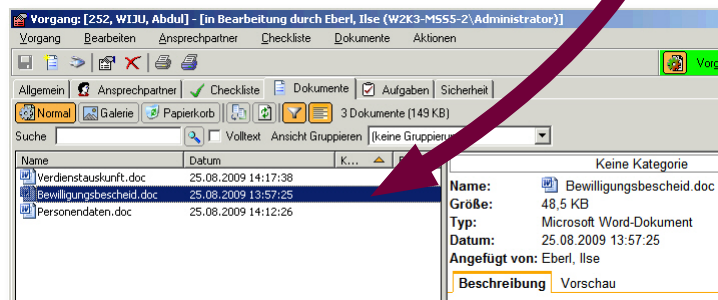 Vorgang: [252, WIJU, Abdul] - [in Bearbeitung durch Eberl, Ilse (W2K3-MS55-2\Administrator)]
Vorgang Bearbeiten Ansprechpartner Checkliste Dokumente Aktionen
Vorg
Allgemein Ansprechpartner Checkliste Dokumente Aufgaben Sicherheit
Normal Galerie Papierkorb 3 Dokumente (149 KB)
Suche Volltext Ansicht Gruppieren (keine Gruppierung
Name Datum K...
Keine Kategorie
Verdienstauskunft.doc 25.08.2009 14:17:38
Bewilligungsbescheid.doc 25.08.2009 13:57:25
Personendaten.doc 25.08.2009 14:12:26
Name: Bewilligungsbescheid.doc
Größe: 48,5 KB
Typ: Microsoft Word-Dokument
Datum: 25.08.2009 13:57:25
Angefügt von: Eberl, Ilse
Beschreibung Vorschau